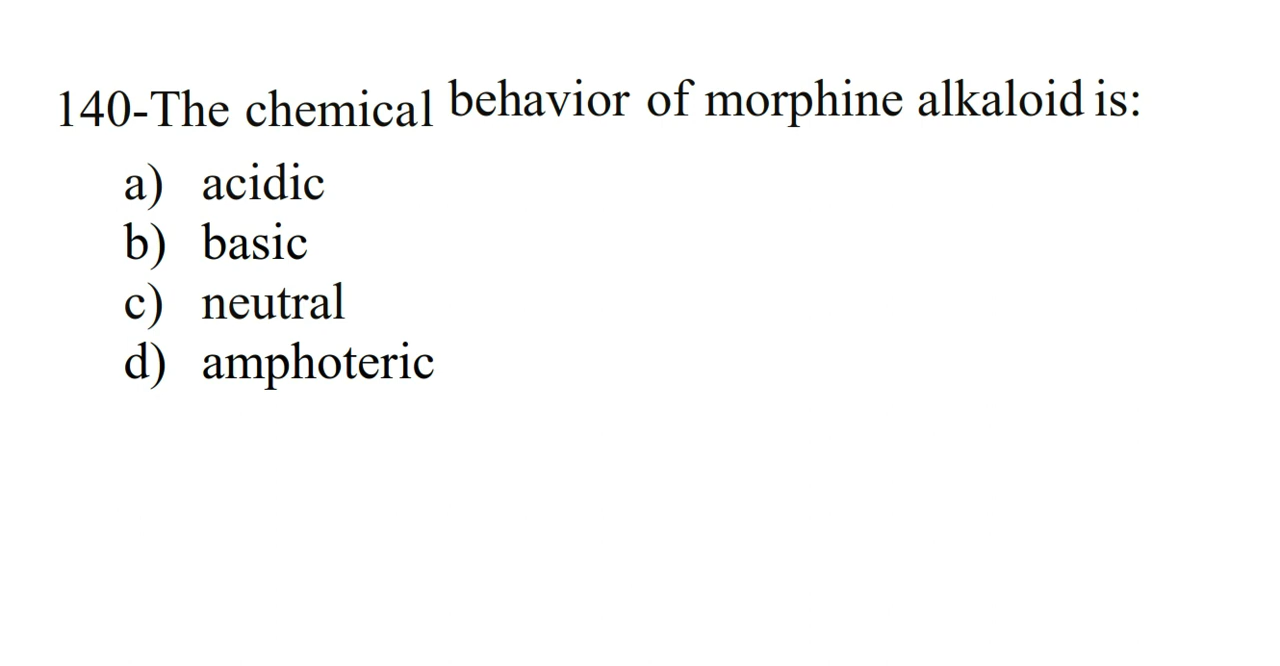 140-The chemical behavior of morphine alkaloid is:
a) acidic
b) basic
c) neutral
d) amphoteric